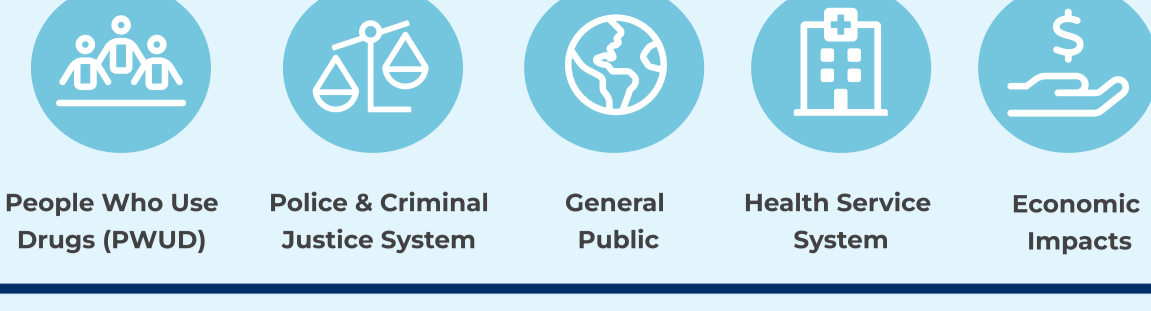 People Who Use
Drugs (PWUD)
Police & Criminal
Justice System
General
Public
Health Service
System
Economic
Impacts